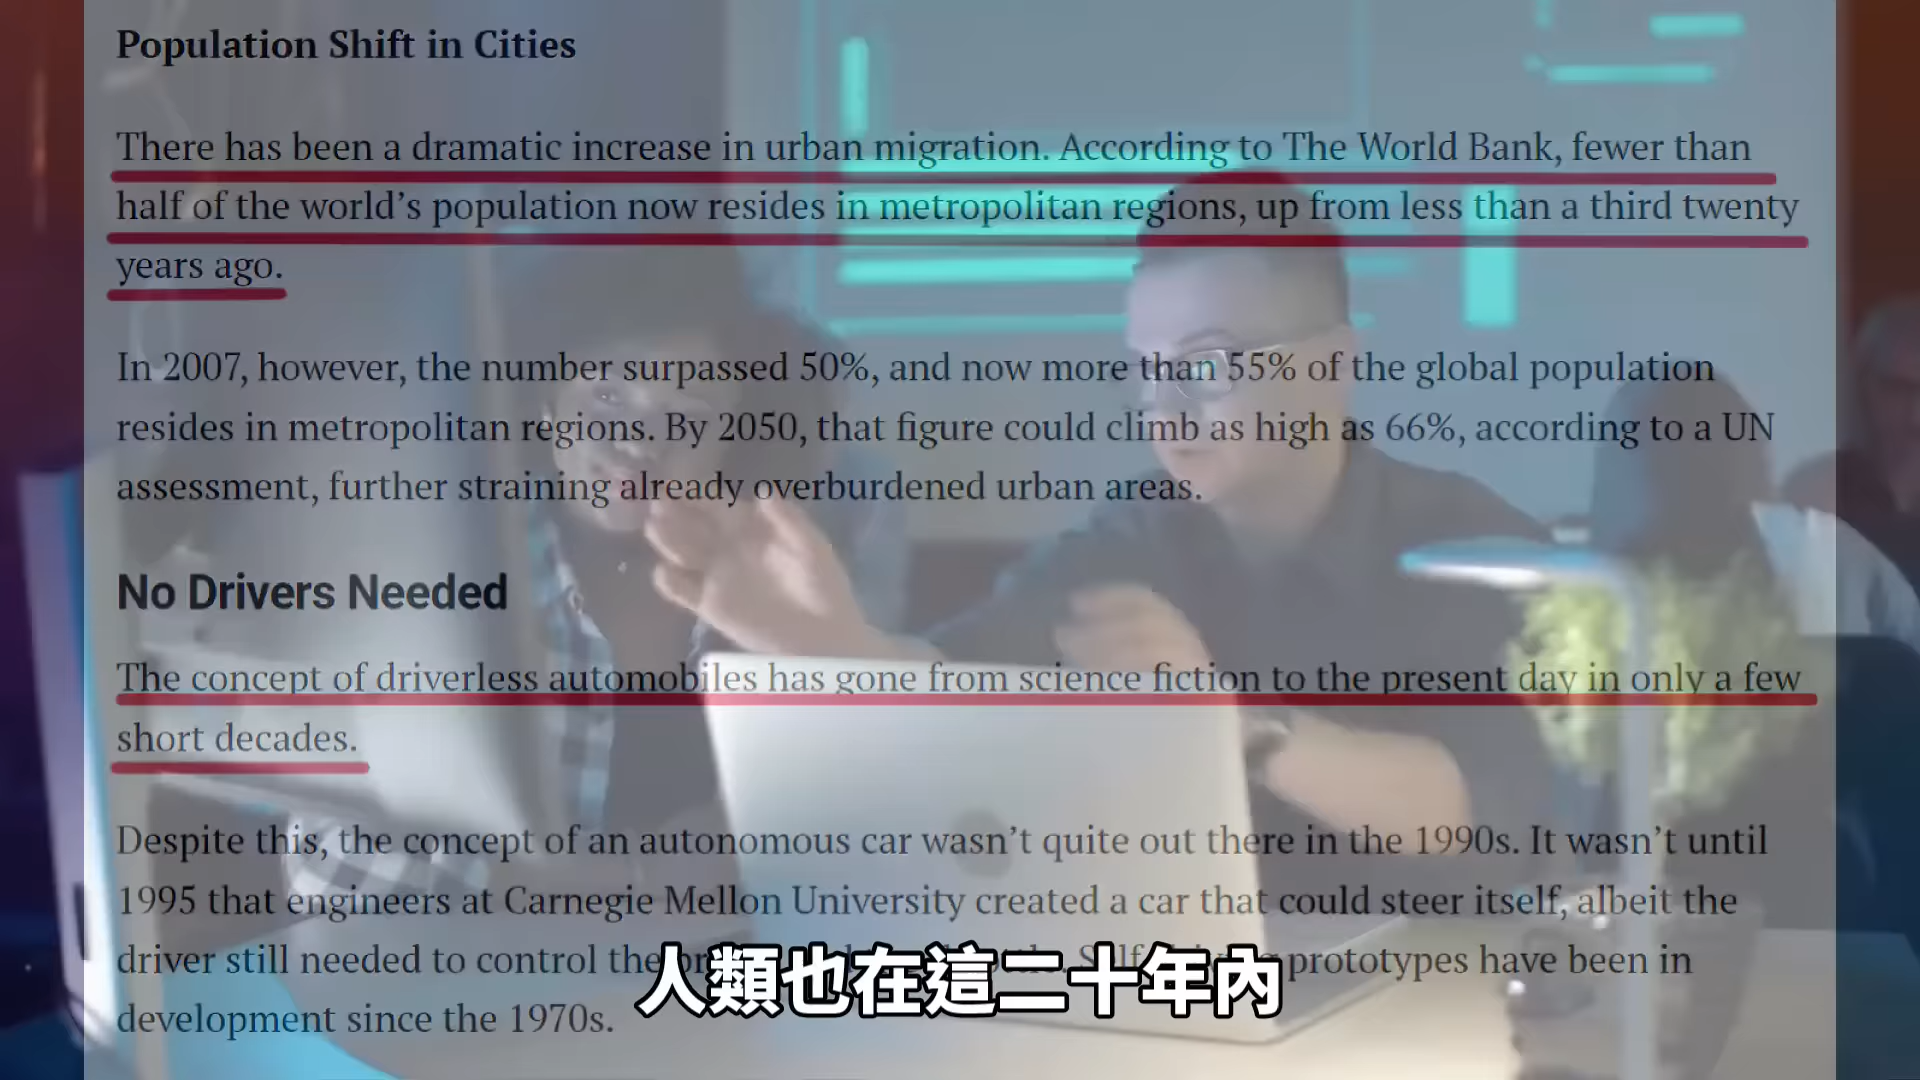 Population Shift in Cities
There has been a dramatic increase in urban migration. According to The World Bank, fewer than
half of the world’s population now resides in metropolitan regions, up from less than a third twenty
years ago.
In 2007, however, the number surpassed 50%, and now more than 55% of the global population
resides in metropolitan regions. By 2050, that figure could climb as high as 66%, according to a UN
assessment, further straining already overburdened urban areas.
No Drivers Needed
The concept of driverless automobiles has gone from science fiction to the present day in only a few
short decades.
Despite this, the concept of an autonomous car wasn’t quite out there in the 1990s. It wasn’t until
1995 that engineers at Carnegie Mellon University created a car that could steer itself, albeit the
driver still needed to control the prototypes have been in
development since the 1970s.
人類也在這二十年內